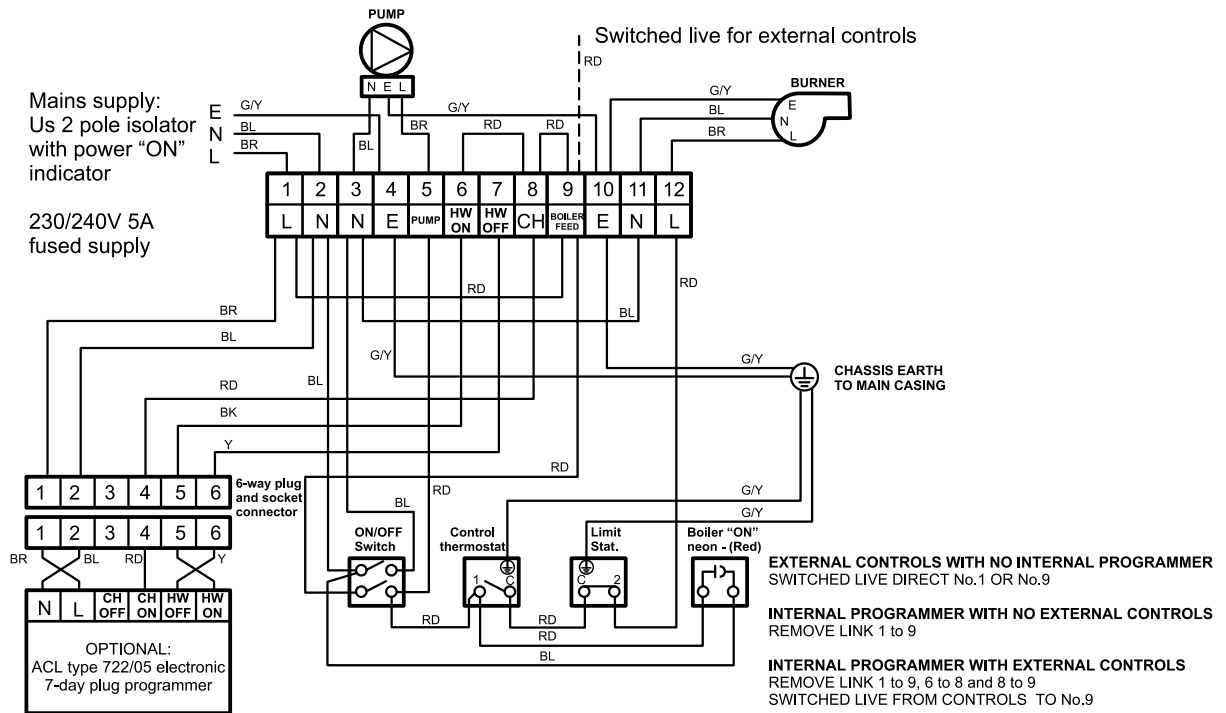 PUMP
N E L
Switched live for external controls
RD
BURNER
G/Y
E
BL
N
BR
L
Mains supply:
Us 2 pole isolator
with power “ON”
indicator
230/240V 5A
fused supply
E G/Y
N BL
L BR
G/Y
BL
BR
RD
RD
1 2 3 4 5 6 7 8 9 10 11 12
L N N E PUMP HW ON HW OFF CH BOILER FEED E N L
RD
RD
BR
BL
BL
G/Y
BL
G/Y
RD
BK
Y
CHASSIS EARTH
TO MAIN CASING
1 2 3 4 5 6
6-way plug
and socket
connector
1 2 3 4 5 6
BR BL RD Y
N L CH OFF CH ON HW OFF HW ON
OPTIONAL:
ACL type 722/05 electronic
7-day plug programmer
RD
RD
BL
G/Y
G/Y
ON/OFF
Switch
Control
thermostat
1 C
Limit
Stat.
C 2
Boiler “ON”
neon - (Red)
RD
RD
RD
RD
BL
EXTERNAL CONTROLS WITH NO INTERNAL PROGRAMMER
SWITCHED LIVE DIRECT No.1 OR No.9
INTERNAL PROGRAMMER WITH NO EXTERNAL CONTROLS
REMOVE LINK 1 to 9
INTERNAL PROGRAMMER WITH EXTERNAL CONTROLS
REMOVE LINK 1 to 9, 6 to 8 and 8 to 9
SWITCHED LIVE FROM CONTROLS TO No.9